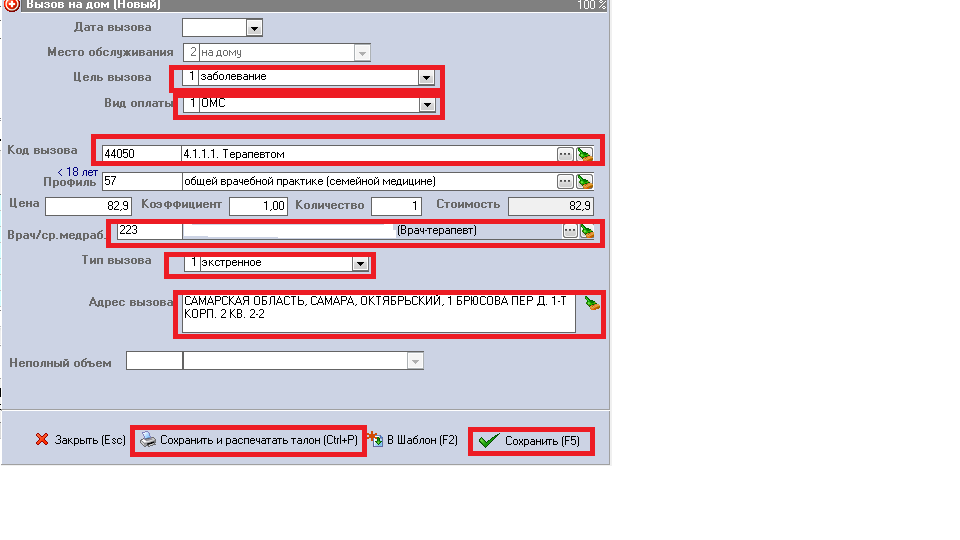 Вызов на дом (Новый) 100 %
Дата вызова
Место обслуживания 2 на дому
Цель вызова 1 заболевание
Вид оплаты 1 ОМС
Код вызова 44050 4.1.1.1. Терапевтом
< 18 лет
Профиль 57 общей врачебной практике (семейной медицине)
Цена 82,9 Коэффициент 1,00 Количество 1 Стоимость 82,9
Врач/ср.медраб. 223 (Врач-терапевт)
Тип вызова 1 экстренное
Адрес вызова САМАРСКАЯ ОБЛАСТЬ, САМАРА, ОКТЯБРЬСКИЙ, 1 БРЮСОВА ПЕР Д. 1-Т
КОРП. 2 КВ. 2-2
Неполный объем
Закрыть (Esc) Сохранить и распечатать талон (Ctrl+P) В Шаблон (F2) Сохранить (F5)